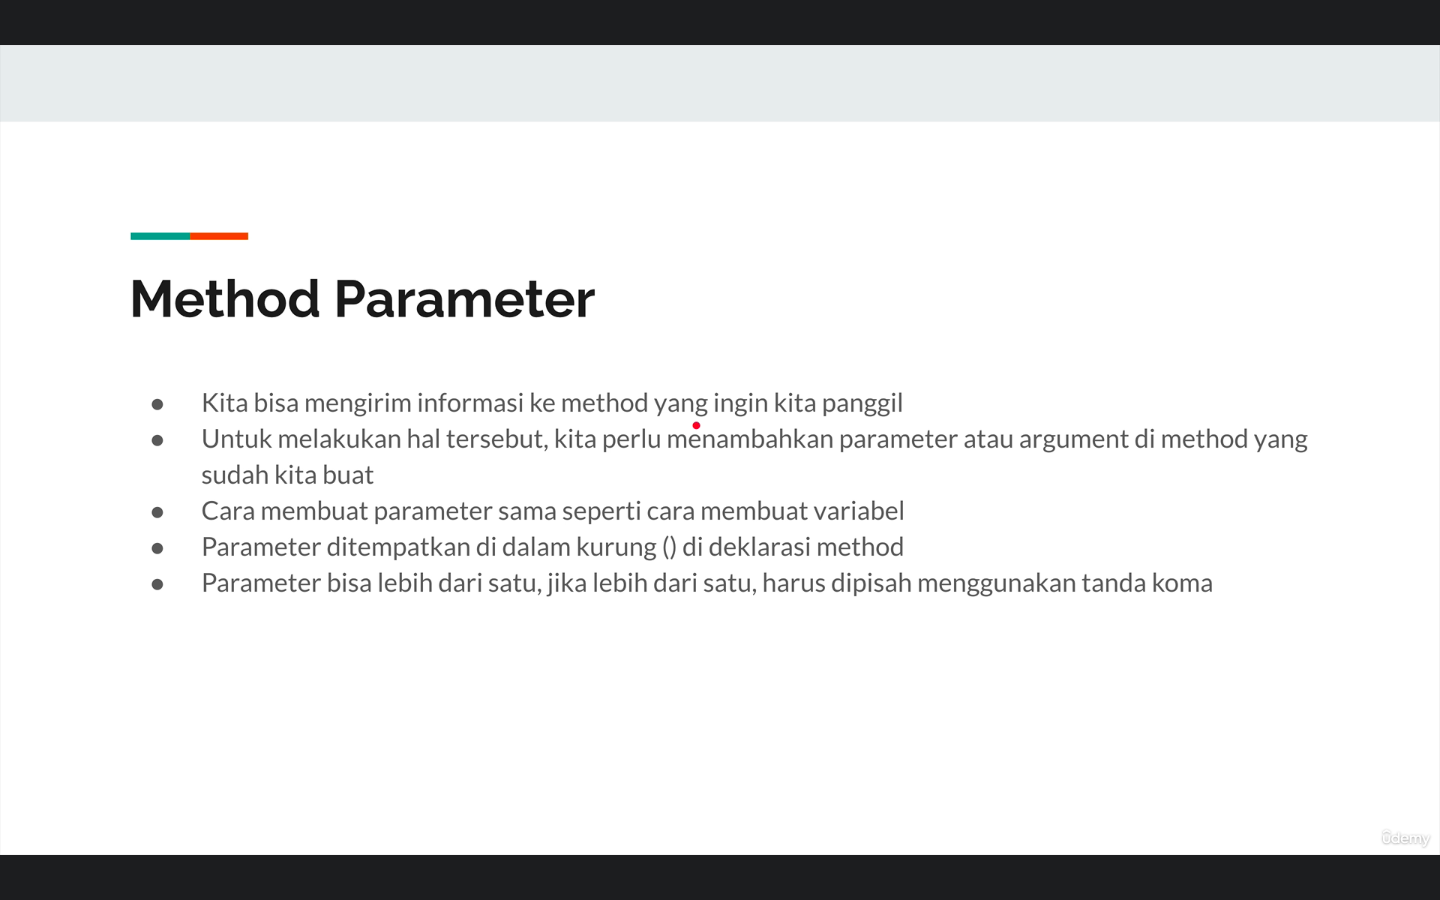 Method Parameter
● Kita bisa mengirim informasi ke method yang ingin kita panggil
● Untuk melakukan hal tersebut, kita perlu menambahkan parameter atau argument di method yang
sudah kita buat
● Cara membuat parameter sama seperti cara membuat variabel
● Parameter ditempatkan di dalam kurung () di deklarasi method
● Parameter bisa lebih dari satu, jika lebih dari satu, harus dipisah menggunakan tanda koma
ûdemy